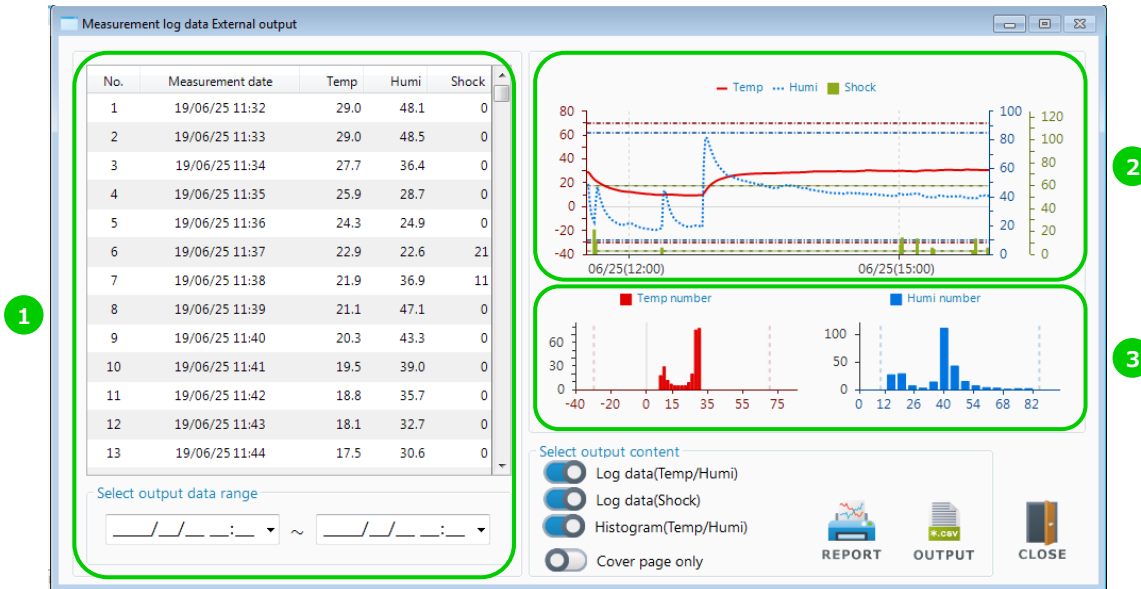 Measurement log data External output
No. Measurement date Temp Humi Shock
1 19/06/25 11:32 29.0 48.1 0
2 19/06/25 11:33 29.0 48.5 0
3 19/06/25 11:34 27.7 36.4 0
4 19/06/25 11:35 25.9 28.7 0
5 19/06/25 11:36 24.3 24.9 0
6 19/06/25 11:37 22.9 22.6 21
7 19/06/25 11:38 21.9 36.9 11
8 19/06/25 11:39 21.1 47.1 0
9 19/06/25 11:40 20.3 43.3 0
10 19/06/25 11:41 19.5 39.0 0
11 19/06/25 11:42 18.8 35.7 0
12 19/06/25 11:43 18.1 32.7 0
13 19/06/25 11:44 17.5 30.6 0
Select output data range
____/__/__ __:__ ~ ____/__/__ __:__
1
Temp Humi Shock
80 100 120
60 80 100
40 60 80
20 40 60
0 20 40
-20 0 20
-40 0
06/25(12:00) 06/25(15:00)
2
Temp number
60
30
0
-40 -20 0 15 35 55 75
Humi number
100
50
0
0 12 26 40 54 68 82
3
Select output content
Log data(Temp/Humi)
Log data(Shock)
Histogram(Temp/Humi)
Cover page only
REPORT
*.csv
OUTPUT
CLOSE